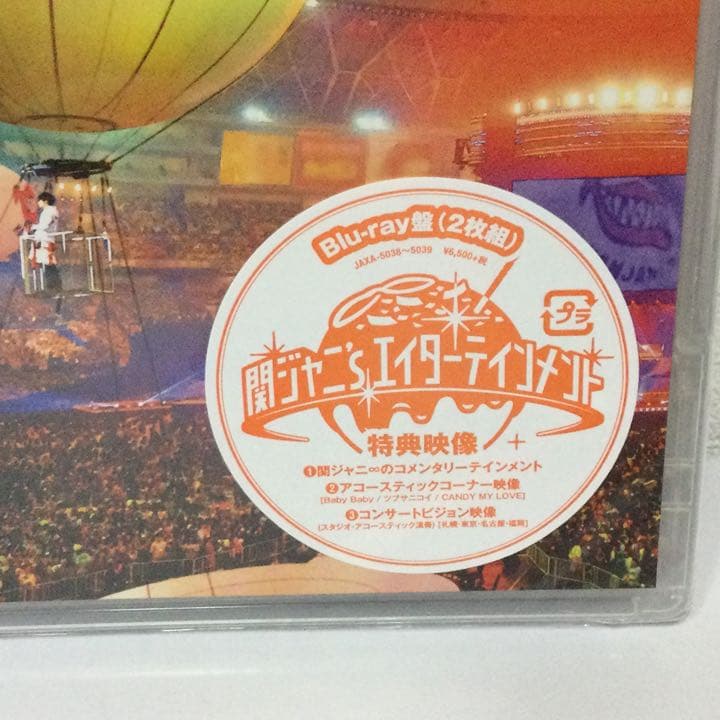 Blu-ray盤(2枚組)
JAXA-5038～5039 ¥6,500+税
プラ
関ジャニ's エイターテインメント
特典映像
❶関ジャニ∞のコメンタリーテインメント
❷アコースティックコーナー映像
[Baby Baby / ツブサニコイ / CANDY MY LOVE]
❸コンサートビジョン映像
(スタジオ・アコースティック演奏) [札幌・東京・名古屋・福岡]